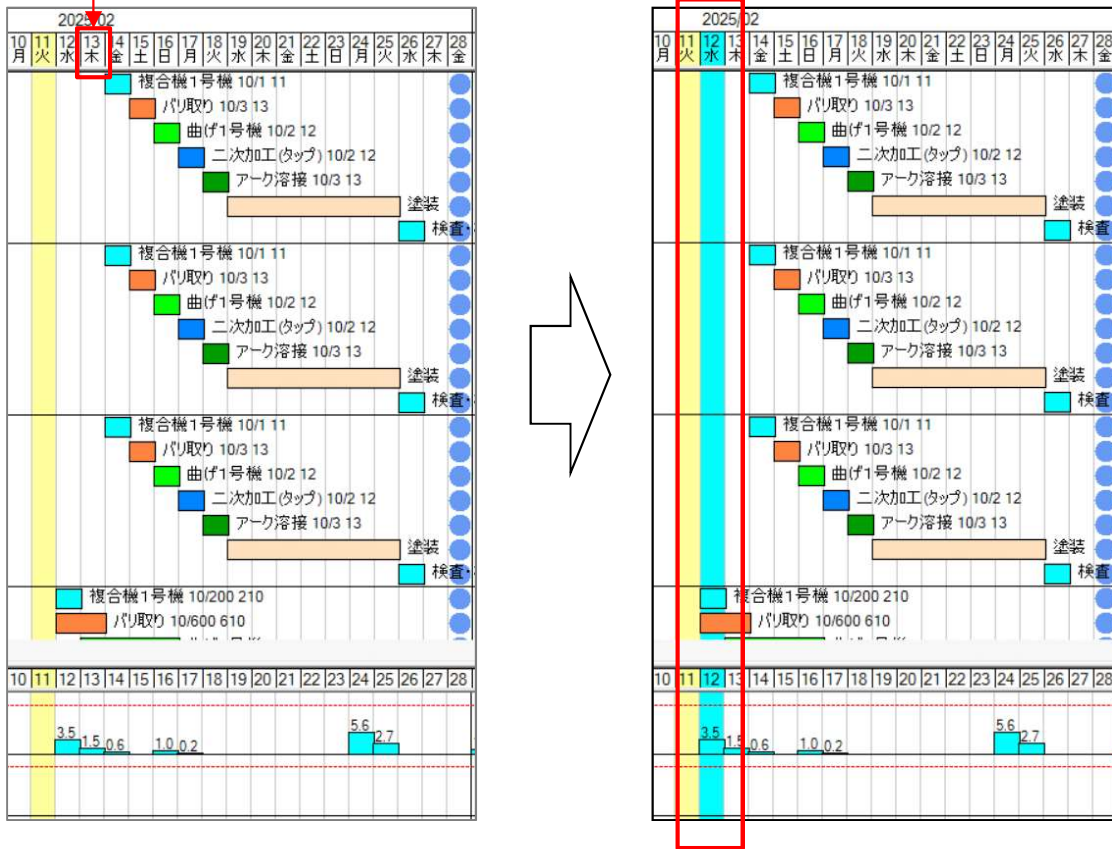 2025/02
10 11 12 13 14 15 16 17 18 19 20 21 22 23 24 25 26 27 28
月 火 水 木 金 土 日 月 火 水 木 金 土 日 月 火 水 木 金
複合機1号機 10/1 11
バリ取り 10/3 13
曲げ1号機 10/2 12
二次加工(タップ) 10/2 12
アーク溶接 10/3 13
塗装
検査・
複合機1号機 10/1 11
バリ取り 10/3 13
曲げ1号機 10/2 12
二次加工(タップ) 10/2 12
アーク溶接 10/3 13
塗装
検査・
複合機1号機 10/1 11
バリ取り 10/3 13
曲げ1号機 10/2 12
二次加工(タップ) 10/2 12
アーク溶接 10/3 13
塗装
検査・
複合機1号機 10/200 210
バリ取り 10/600 610
10 11 12 13 14 15 16 17 18 19 20 21 22 23 24 25 26 27 28
3.5 1.5 0.6 1.0 0.2 5.6 2.7
2025/02
10 11 12 13 14 15 16 17 18 19 20 21 22 23 24 25 26 27 28
月 火 水 木 金 土 日 月 火 水 木 金 土 日 月 火 水 木 金
複合機1号機 10/1 11
バリ取り 10/3 13
曲げ1号機 10/2 12
二次加工(タップ) 10/2 12
アーク溶接 10/3 13
塗装
検査
複合機1号機 10/1 11
バリ取り 10/3 13
曲げ1号機 10/2 12
二次加工(タップ) 10/2 12
アーク溶接 10/3 13
塗装
検査
複合機1号機 10/1 11
バリ取り 10/3 13
曲げ1号機 10/2 12
二次加工(タップ) 10/2 12
アーク溶接 10/3 13
塗装
検査
複合機1号機 10/200 210
バリ取り 10/600 610
10 11 12 13 14 15 16 17 18 19 20 21 22 23 24 25 26 27 28
3.5 1.5 0.6 1.0 0.2 5.6 2.7